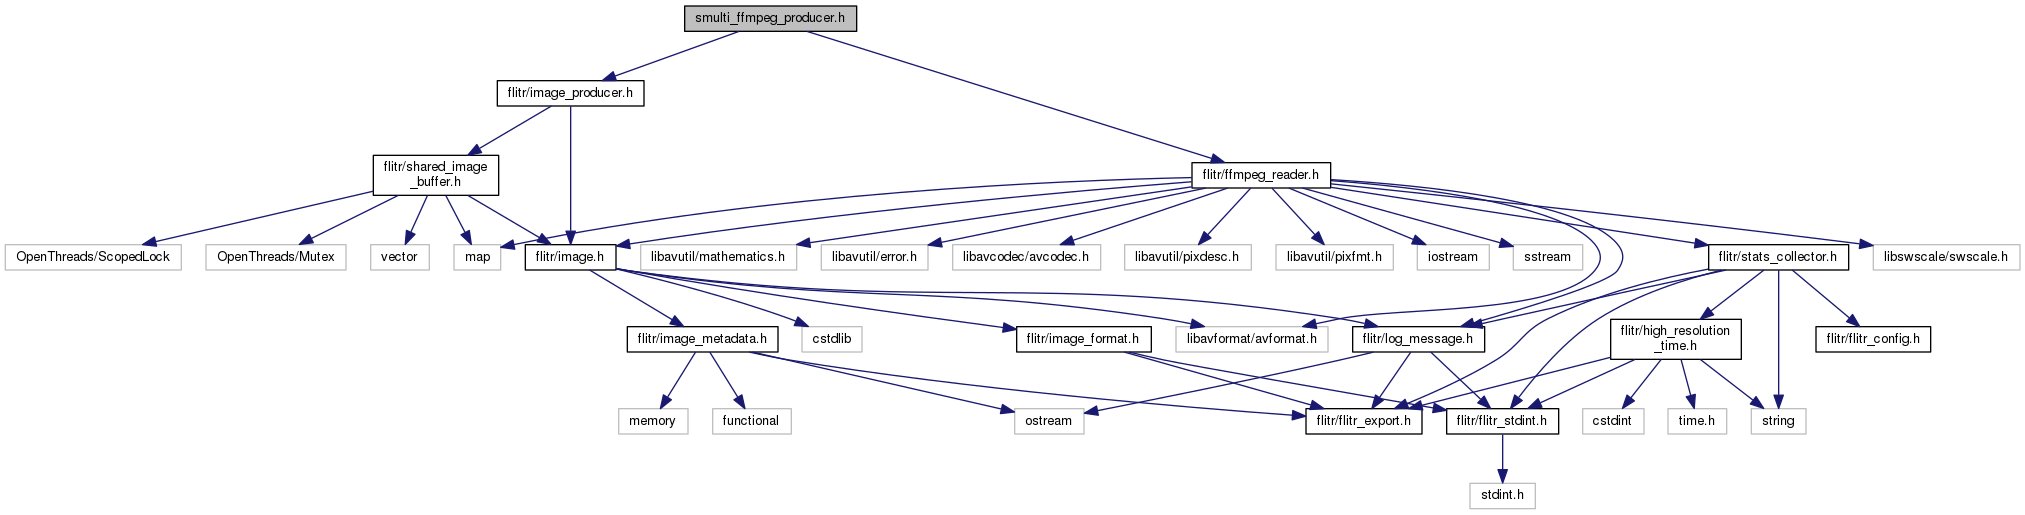 smulti_ffmpeg_producer.h
flitr/image_producer.h
flitr/shared_image
_buffer.h
flitr/ffmpeg_reader.h
OpenThreads/ScopedLock
OpenThreads/Mutex
vector
map
flitr/image.h
libavutil/mathematics.h
libavutil/error.h
libavcodec/avcodec.h
libavutil/pixdesc.h
libavutil/pixfmt.h
iostream
sstream
flitr/stats_collector.h
libswscale/swscale.h
flitr/image_metadata.h
cstdlib
flitr/image_format.h
libavformat/avformat.h
flitr/log_message.h
flitr/high_resolution
_time.h
flitr/flitr_config.h
memory
functional
ostream
flitr/flitr_export.h
flitr/flitr_stdint.h
cstdint
time.h
string
stdint.h